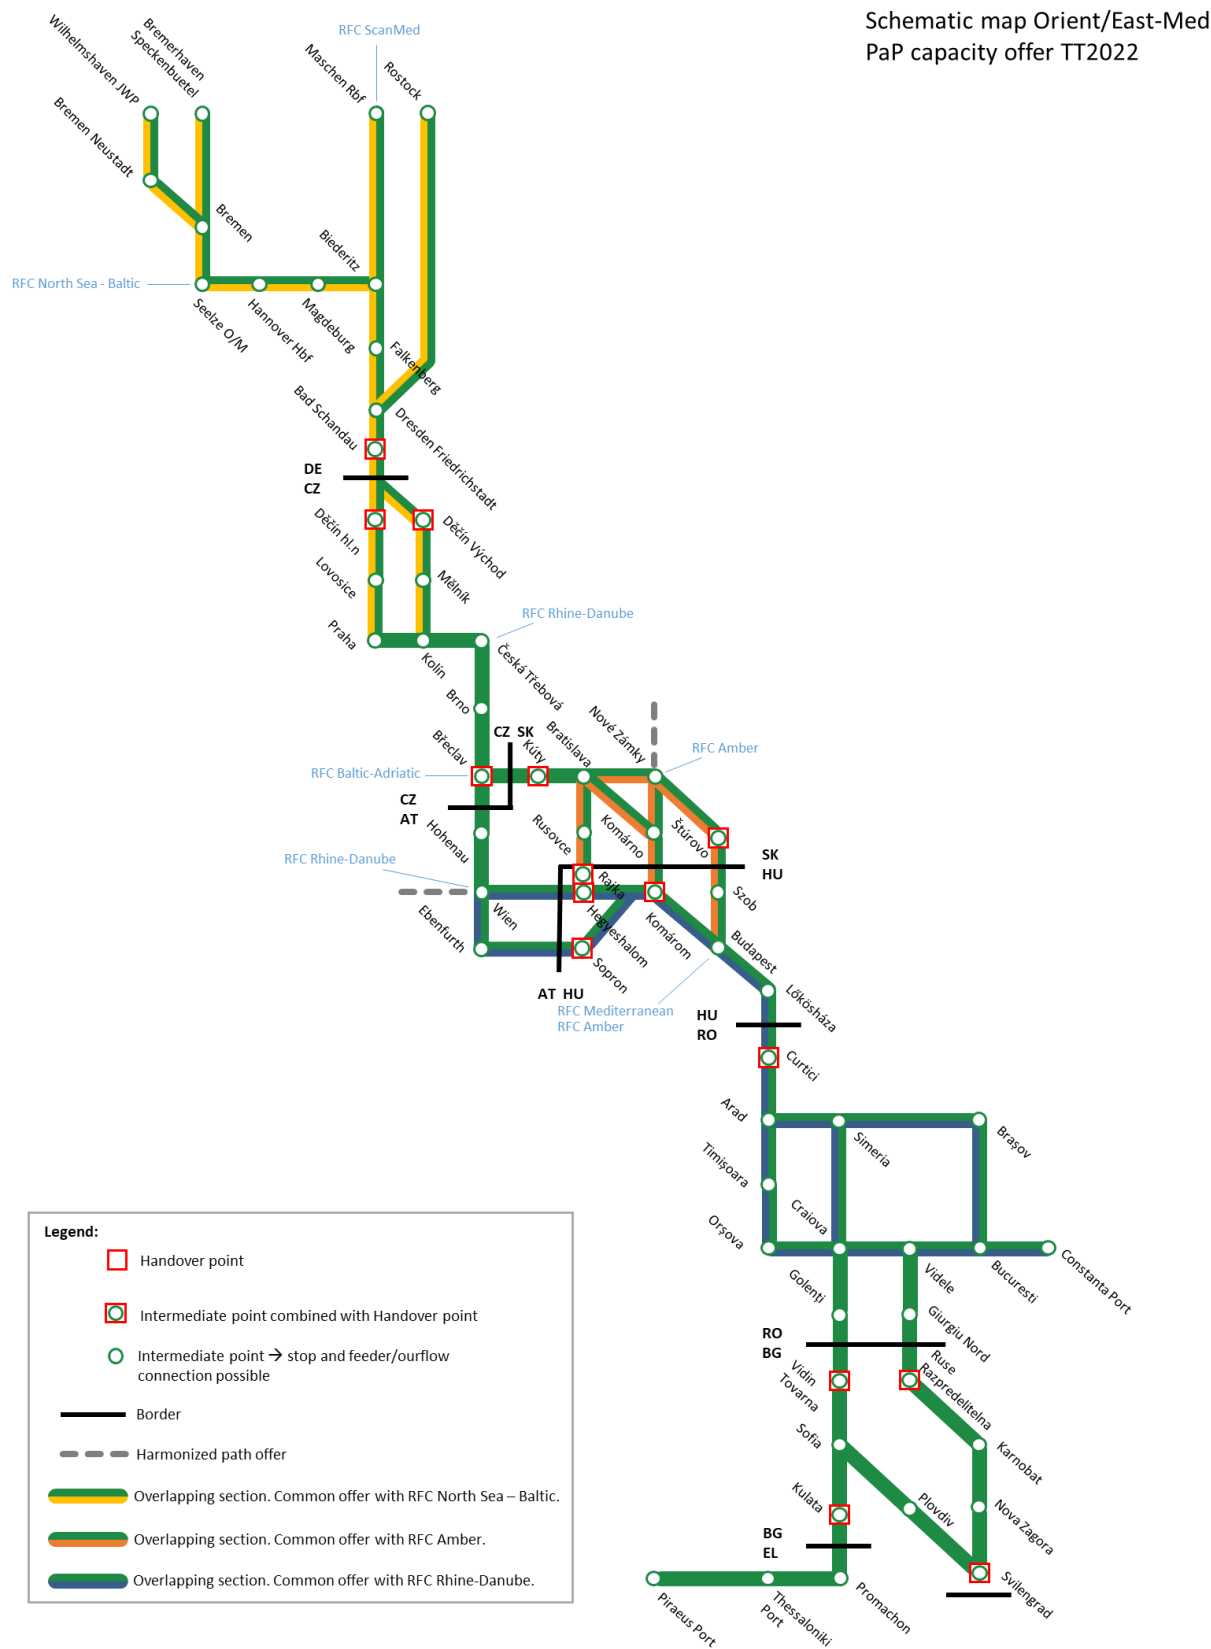 Schematic map Orient/East-Med
PaP capacity offer TT2022
RFC ScanMed
Wilhelmshaven JWP
Bremerhaven
Speckenbuetel
Maschen Rbf
Rostock
Bremen Neustadt
Bremen
Biederitz
RFC North Sea - Baltic
Seelze O/M
Hannover Hbf
Magdeburg
Falkenberg
Bad Schandau
Dresden Friedrichstadt
DE
CZ
Děčín hl.n
Děčín Východ
Lovosice
Mělník
RFC Rhine-Danube
Praha
Kolín
Česká Třebová
Brno
CZ SK
Břeclav
Kúty
Bratislava
Nové Zámky
RFC Amber
RFC Baltic-Adriatic
CZ
AT
Hohenau
Rusovce
Komárno
Štúrovo
SK
HU
RFC Rhine-Danube
Rajka
Szob
Wien
Hegyeshalom
Komárom
Ebenfurth
Sopron
Budapest
AT HU
RFC Mediterranean
RFC Amber
Lőkösháza
HU
RO
Curtici
Arad
Simeria
Brașov
Timișoara
Craiova
Orșova
Golenți
Videle
Bucuresti
Constanta Port
Giurgiu Nord
RO
BG
Vidin
Tovarna
Ruse
Razpredelitelna
Sofia
Karnobat
Kulata
Plovdiv
Nova Zagora
BG
EL
Svilengrad
Piraeus Port
Thessaloniki
Port
Promachon
Legend:
Handover point
Intermediate point combined with Handover point
Intermediate point → stop and feeder/ourflow
connection possible
Border
Harmonized path offer
Overlapping section. Common offer with RFC North Sea – Baltic.
Overlapping section. Common offer with RFC Amber.
Overlapping section. Common offer with RFC Rhine-Danube.